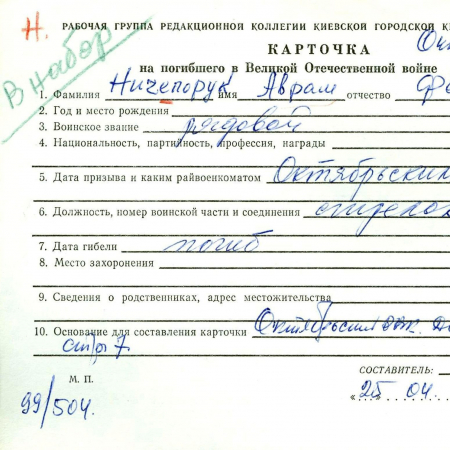 Н. РАБОЧАЯ ГРУППА РЕДАКЦИОННОЙ КОЛЛЕГИИ КИЕВСКОЙ ГОРОДСКОЙ К
В набор
КАРТОЧКА
на погибшего в Великой Отечественной войне
1. Фамилия Ничепорук имя Аврам отчество
2. Год и место рождения
3. Воинское звание рядовой
4. Национальность, партийность, профессия, награды
5. Дата призыва и каким райвоенкоматом Октябрьским
6. Должность, номер воинской части и соединения
7. Дата гибели погиб
8. Место захоронения
9. Сведения о родственниках, адрес местожительства
10. Основание для составления карточки
стр 7
СОСТАВИТЕЛЬ:
М. П.
«25 04
99/504.